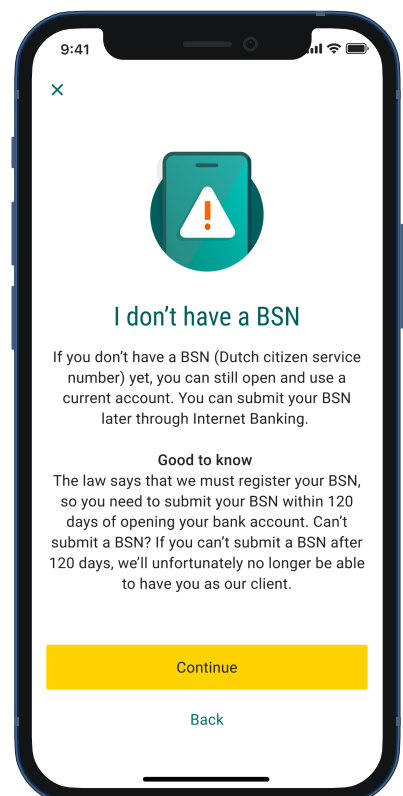 9:41
I don’t have a BSN
If you don’t have a BSN (Dutch citizen service
number) yet, you can still open and use a
current account. You can submit your BSN
later through Internet Banking.
Good to know
The law says that we must register your BSN,
so you need to submit your BSN within 120
days of opening your bank account. Can’t
submit a BSN? If you can’t submit a BSN after
120 days, we’ll unfortunately no longer be able
to have you as our client.
Continue
Back